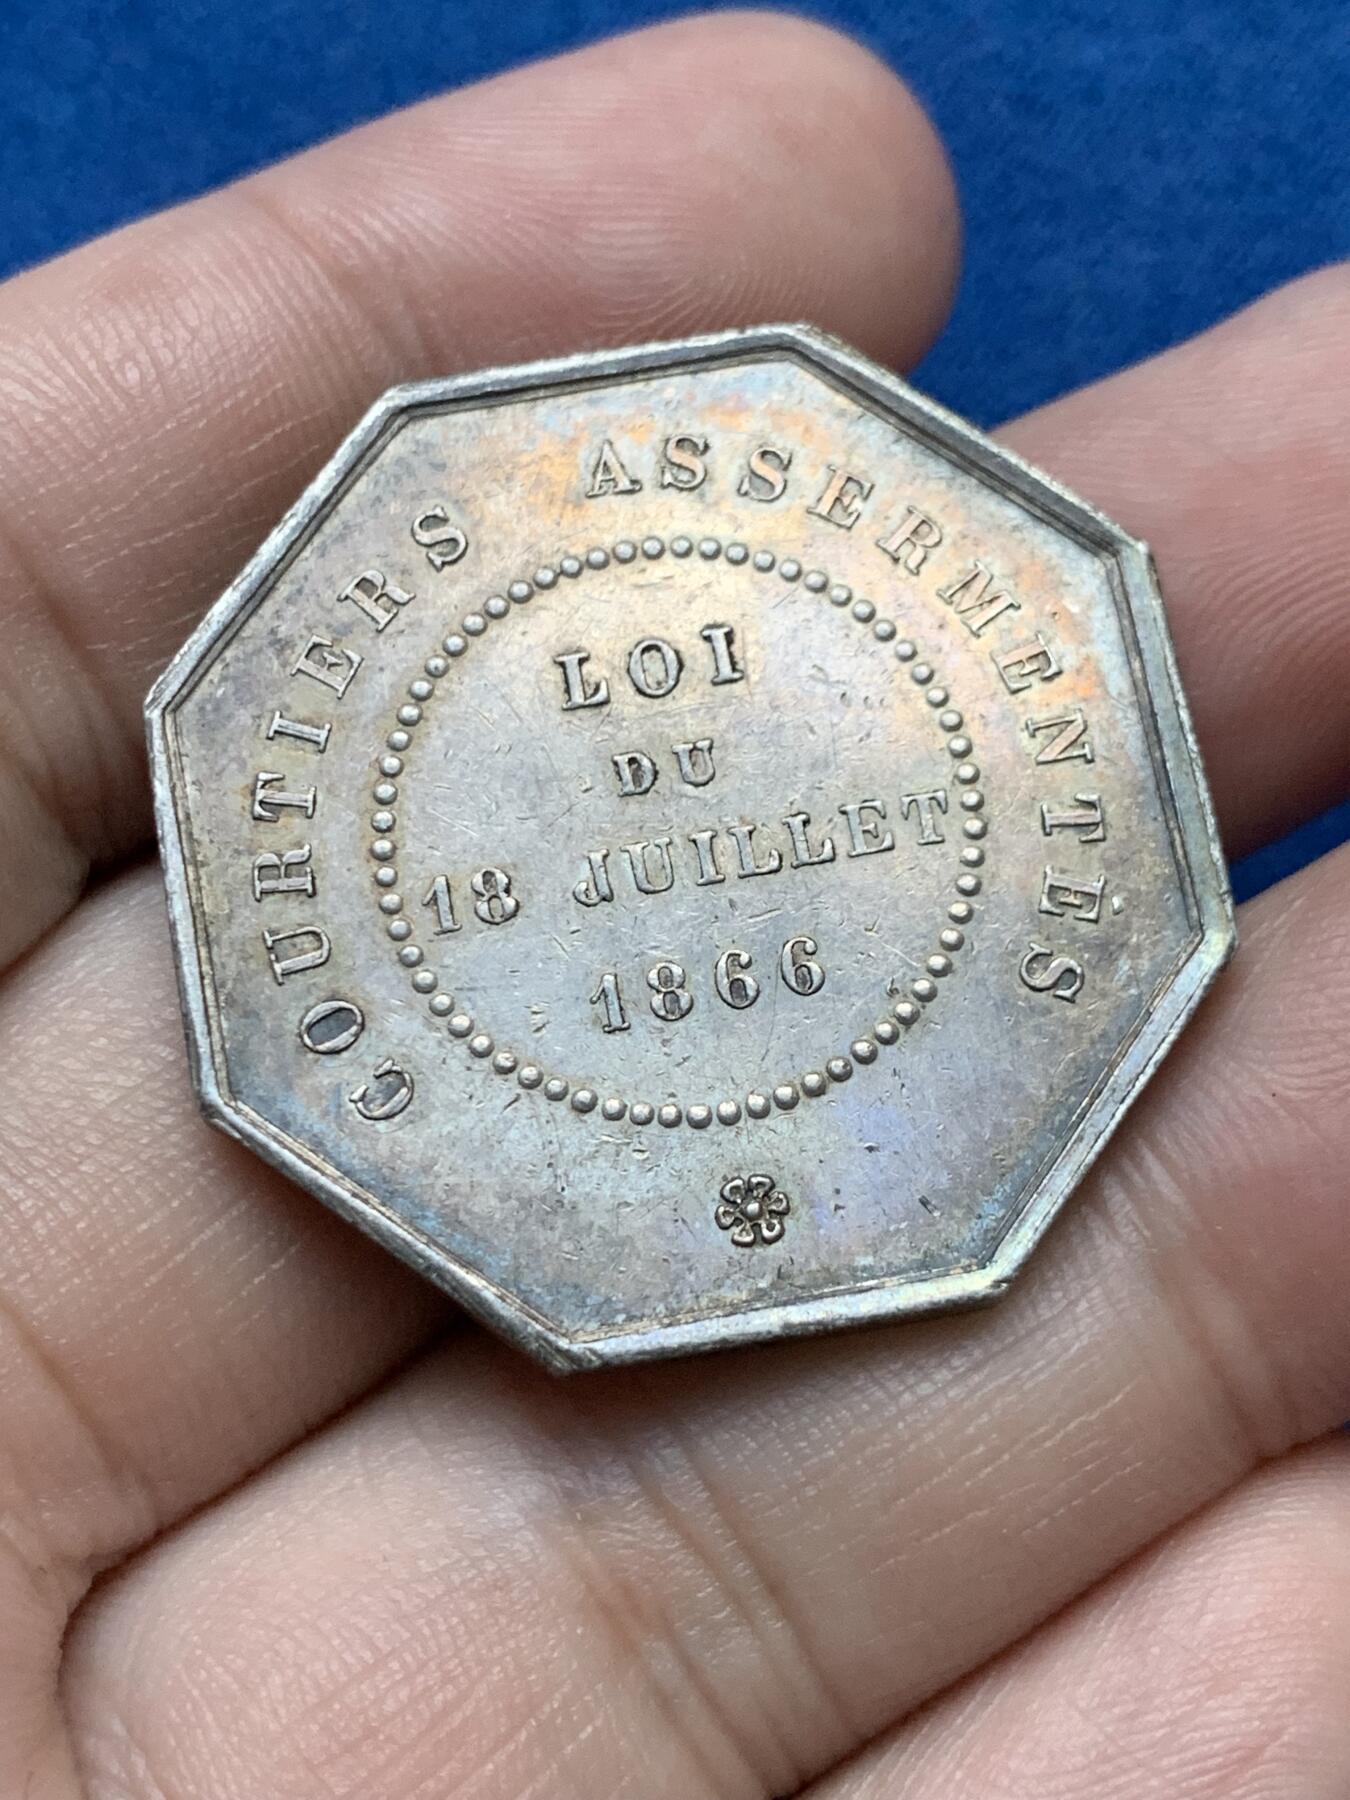 COURTIERS ASSERMENTÉS
LOI
DU
18 JUILLET
1866